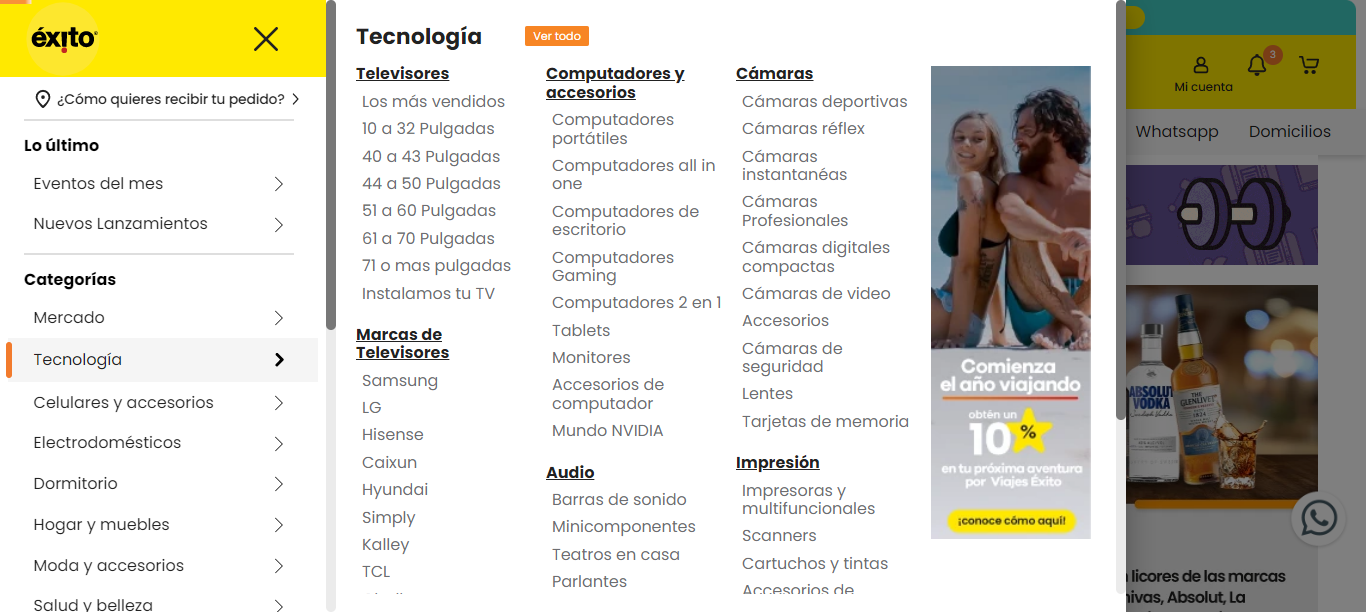 éxito
¿Cómo quieres recibir tu pedido?
Lo último
Eventos del mes
Nuevos Lanzamientos
Categorías
Mercado
Tecnología
Celulares y accesorios
Electrodomésticos
Dormitorio
Hogar y muebles
Moda y accesorios
Salud y belleza
Tecnología
Ver todo
Televisores
Los más vendidos
10 a 32 Pulgadas
40 a 43 Pulgadas
44 a 50 Pulgadas
51 a 60 Pulgadas
61 a 70 Pulgadas
71 o mas pulgadas
Instalamos tu TV
Marcas de
Televisores
Samsung
LG
Hisense
Caixun
Hyundai
Simply
Kalley
TCL
Computadores y
accesorios
Computadores
portátiles
Computadores all in
one
Computadores de
escritorio
Computadores
Gaming
Computadores 2 en 1
Tablets
Monitores
Accesorios de
computador
Mundo NVIDIA
Audio
Barras de sonido
Minicomponentes
Teatros en casa
Parlantes
Cámaras
Cámaras deportivas
Cámaras réflex
Cámaras
instantanéas
Cámaras
Profesionales
Cámaras digitales
compactas
Cámaras de video
Accesorios
Cámaras de
seguridad
Lentes
Tarjetas de memoria
Impresión
Impresoras y
multifuncionales
Scanners
Cartuchos y tintas
Accesorios de
Comienza
el año viajando
obtén un
10%
en tu próxima aventura
por Viajes Éxito
¡conoce cómo aquí!
3
Mi cuenta
Whatsapp
Domicilios
ABSOLUT
VODKA
THE
GLENLIVET
licores de las marcas
hivas, Absolut, La